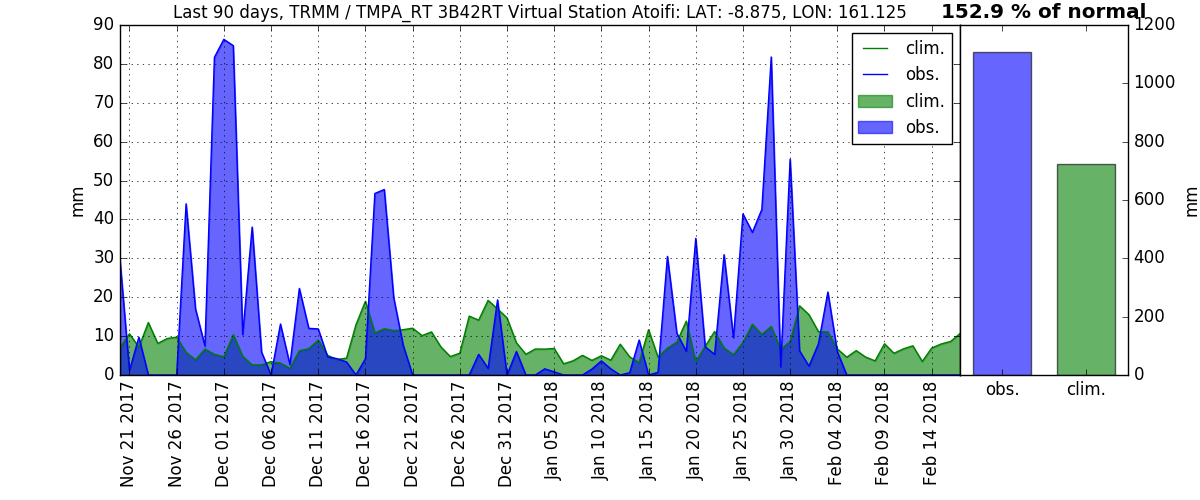 Last 90 days, TRMM / TMPA_RT 3B42RT Virtual Station Atoifi: LAT: -8.875, LON: 161.125
152.9 % of normal
90
80
70
60
50
40
30
20
10
0
mm
clim.
obs.
clim.
obs.
Nov 21 2017
Nov 26 2017
Dec 01 2017
Dec 06 2017
Dec 11 2017
Dec 16 2017
Dec 21 2017
Dec 26 2017
Dec 31 2017
Jan 05 2018
Jan 10 2018
Jan 15 2018
Jan 20 2018
Jan 25 2018
Jan 30 2018
Feb 04 2018
Feb 09 2018
Feb 14 2018
1200
1000
800
600
400
200
0
mm
obs.
clim.